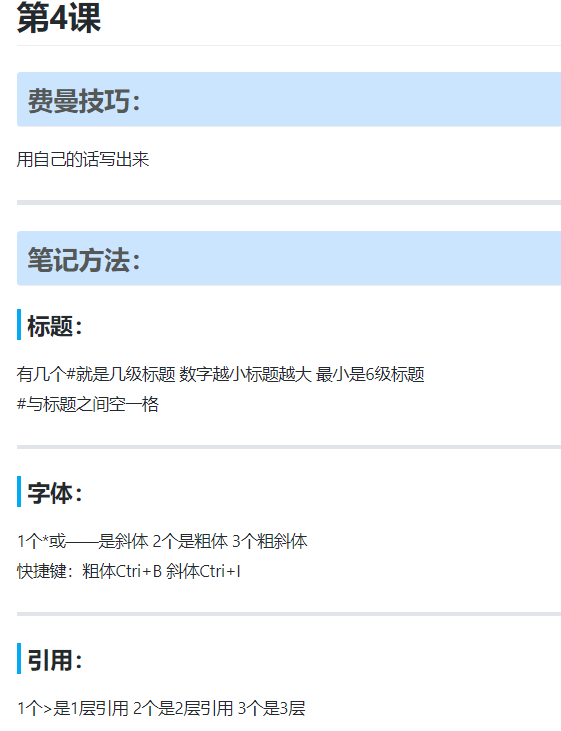 第4课
费曼技巧：
用自己的话写出来
笔记方法：
标题：
有几个#就是几级标题 数字越小标题越大 最小是6级标题
#与标题之间空一格
字体：
1个*或——是斜体 2个是粗体 3个粗斜体
快捷键：粗体Ctri+B 斜体Ctri+I
引用：
1个>是1层引用 2个是2层引用 3个是3层